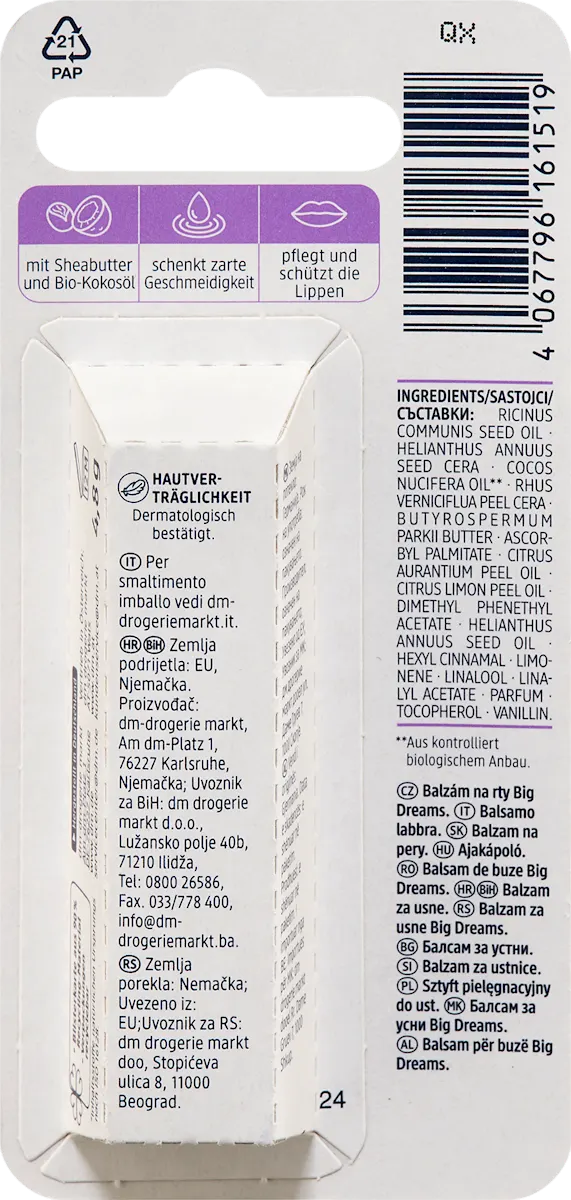 21
PAP
QX
4 067796 161519
mit Sheabutter
und Bio-Kokosöl
schenkt zarte
Geschmeidigkeit
pflegt und
schützt die
Lippen
4,8g
HAUTVER-
TRÄGLICHKEIT
Dermatologisch
bestätigt.
IT Per
smaltimento
imballo vedi dm-
drogeriemarkt.it.
HR BiH Zemlja
podrijetla: EU,
Njemačka.
Proizvođač:
dm-drogerie markt,
Am dm-Platz 1,
76227 Karlsruhe,
Njemačka; Uvoznik
za BiH: dm drogerie
markt d.o.o.,
Lužansko polje 40b,
71210 Ilidža,
Tel: 0800 26586,
Fax. 033/778 400,
info@dm-
drogeriemarkt.ba.
RS Zemlja
porekla: Nemačka;
Uvezeno iz:
EU;Uvoznik za RS:
dm drogerie markt
doo, Stopićeva
ulica 8, 11000
Beograd.
24
INGREDIENTS/SASTOJCI/
СЪСТАВКИ: RICINUS
COMMUNIS SEED OIL ·
HELIANTHUS ANNUUS
SEED CERA · COCOS
NUCIFERA OIL** · RHUS
VERNICIFLUA PEEL CERA ·
BUTYROSPERMUM
PARKII BUTTER · ASCOR-
BYL PALMITATE · CITRUS
AURANTIUM PEEL OIL ·
CITRUS LIMON PEEL OIL ·
DIMETHYL PHENETHYL
ACETATE · HELIANTHUS
ANNUUS SEED OIL ·
HEXYL CINNAMAL · LIMO-
NENE · LINALOOL · LINA-
LYL ACETATE · PARFUM ·
TOCOPHEROL · VANILLIN.
**Aus kontrolliert
biologischem Anbau.
CZ Balzám na rty Big
Dreams. IT Balsamo
labbra. SK Balzam na
pery. HU Ajakápoló.
RO Balsam de buze Big
Dreams. HR BiH Balzam
za usne. RS Balzam za
usne Big Dreams.
BG Балсам за устни.
SI Balzam za ustnice.
PL Sztyft pielęgnacyjny
do ust. MK Балсам за
усни Big Dreams.
AL Balsam për buzë Big
Dreams.